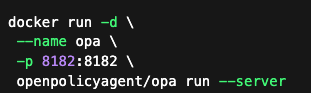 docker run -d \
--name opa \
-p 8182:8182 \
openpolicyagent/opa run --server